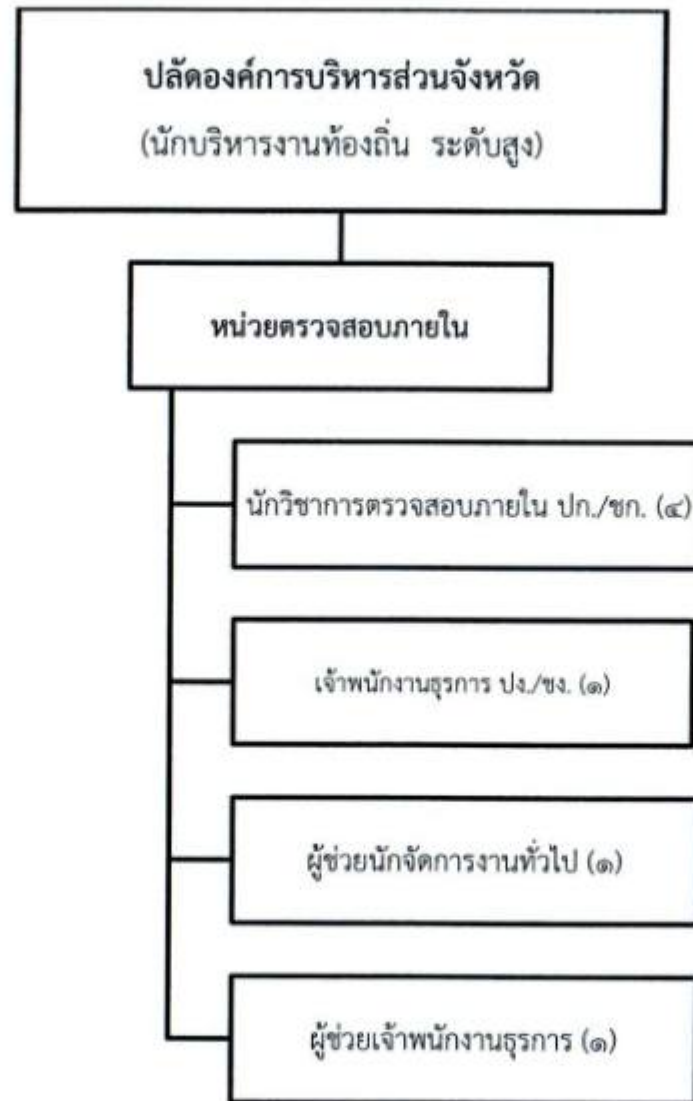 ปลัดองค์การบริหารส่วนจังหวัด
(นักบริหารงานท้องถิ่น ระดับสูง)
หน่วยตรวจสอบภายใน
นักวิชาการตรวจสอบภายใน ปก./ชก. (๔)
เจ้าพนักงานธุรการ ปง./ชง. (๑)
ผู้ช่วยนักจัดการงานทั่วไป (๑)
ผู้ช่วยเจ้าพนักงานธุรการ (๑)